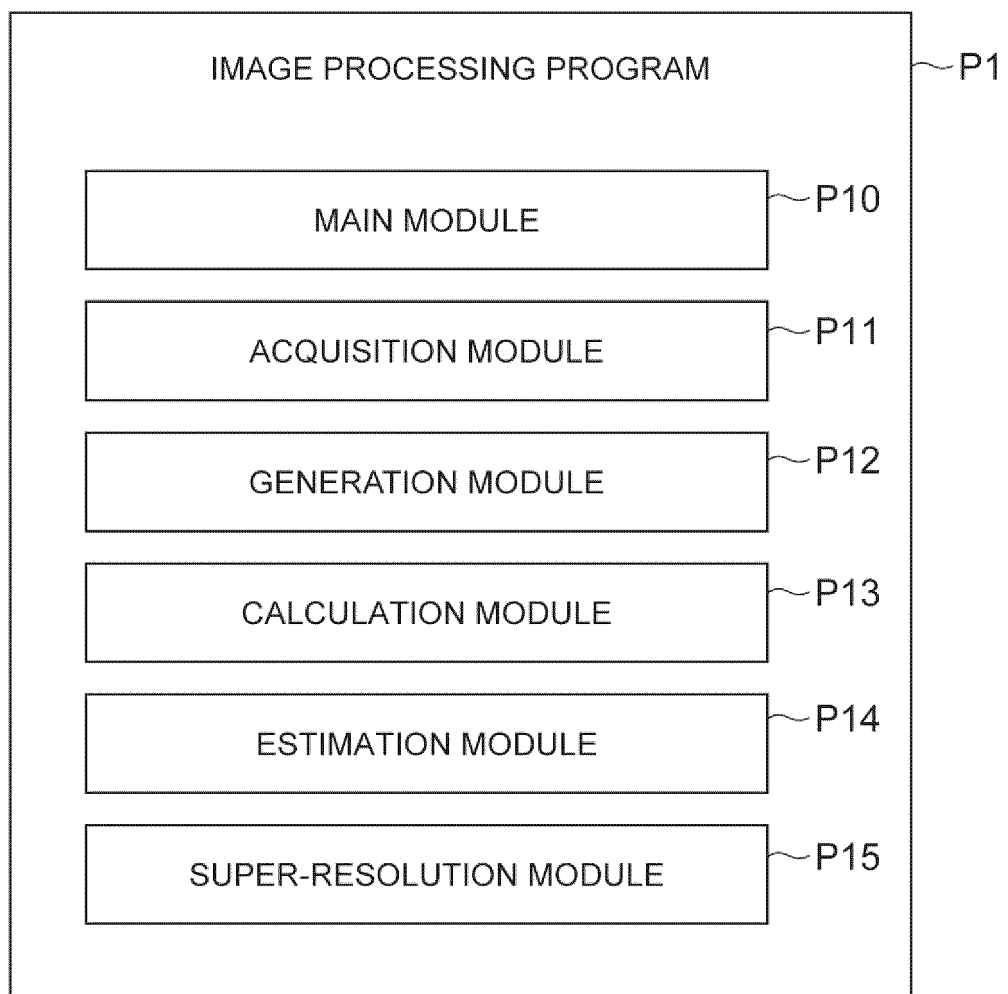 IMAGE PROCESSING PROGRAM P1
MAIN MODULE P10
ACQUISITION MODULE P11
GENERATION MODULE P12
CALCULATION MODULE P13
ESTIMATION MODULE P14
SUPER-RESOLUTION MODULE P15